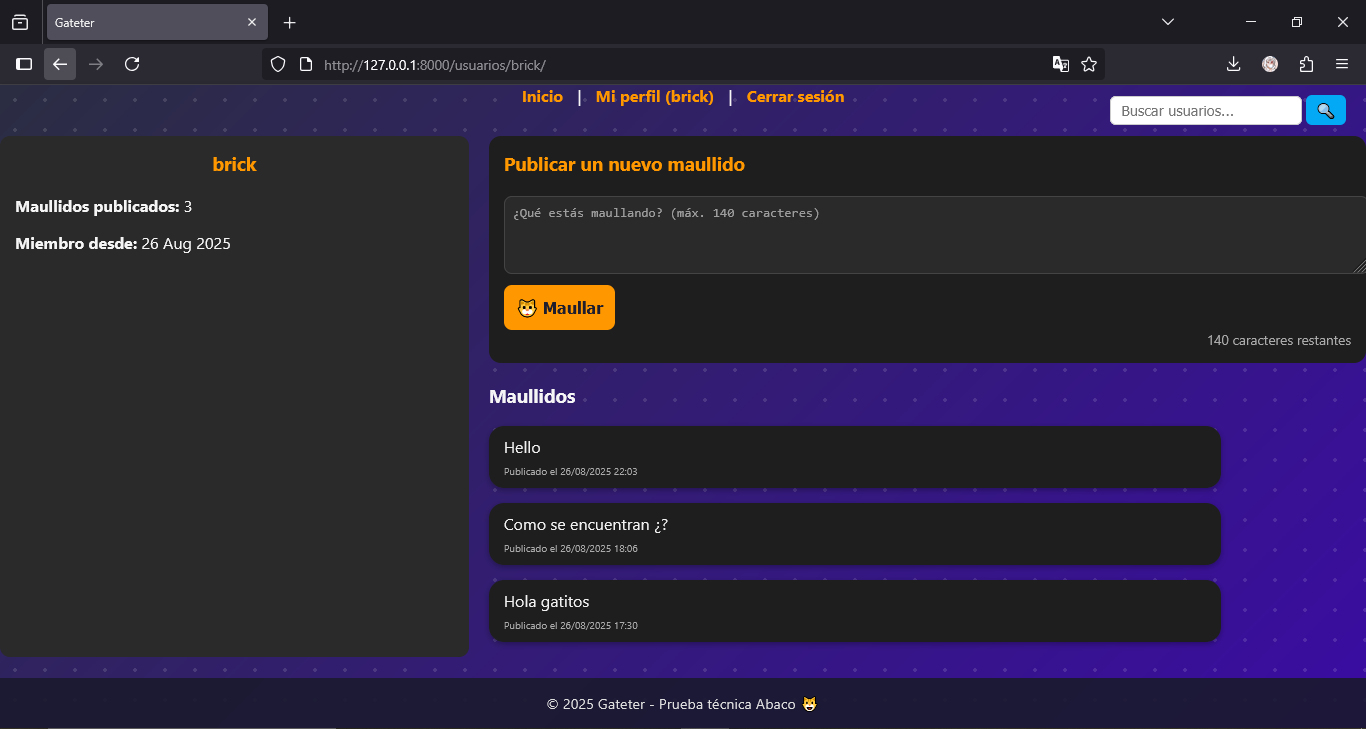 Gateter
http://127.0.0.1:8000/usuarios/brick/
Inicio | Mi perfil (brick) | Cerrar sesión
Buscar usuarios...
brick
Maullidos publicados: 3
Miembro desde: 26 Aug 2025
Publicar un nuevo maullido
¿Qué estás maullando? (máx. 140 caracteres)
🐱 Maullar
140 caracteres restantes
Maullidos
Hello
Publicado el 26/08/2025 22:03
Como se encuentran ¿?
Publicado el 26/08/2025 18:06
Hola gatitos
Publicado el 26/08/2025 17:30
© 2025 Gateter - Prueba técnica Abaco 😺